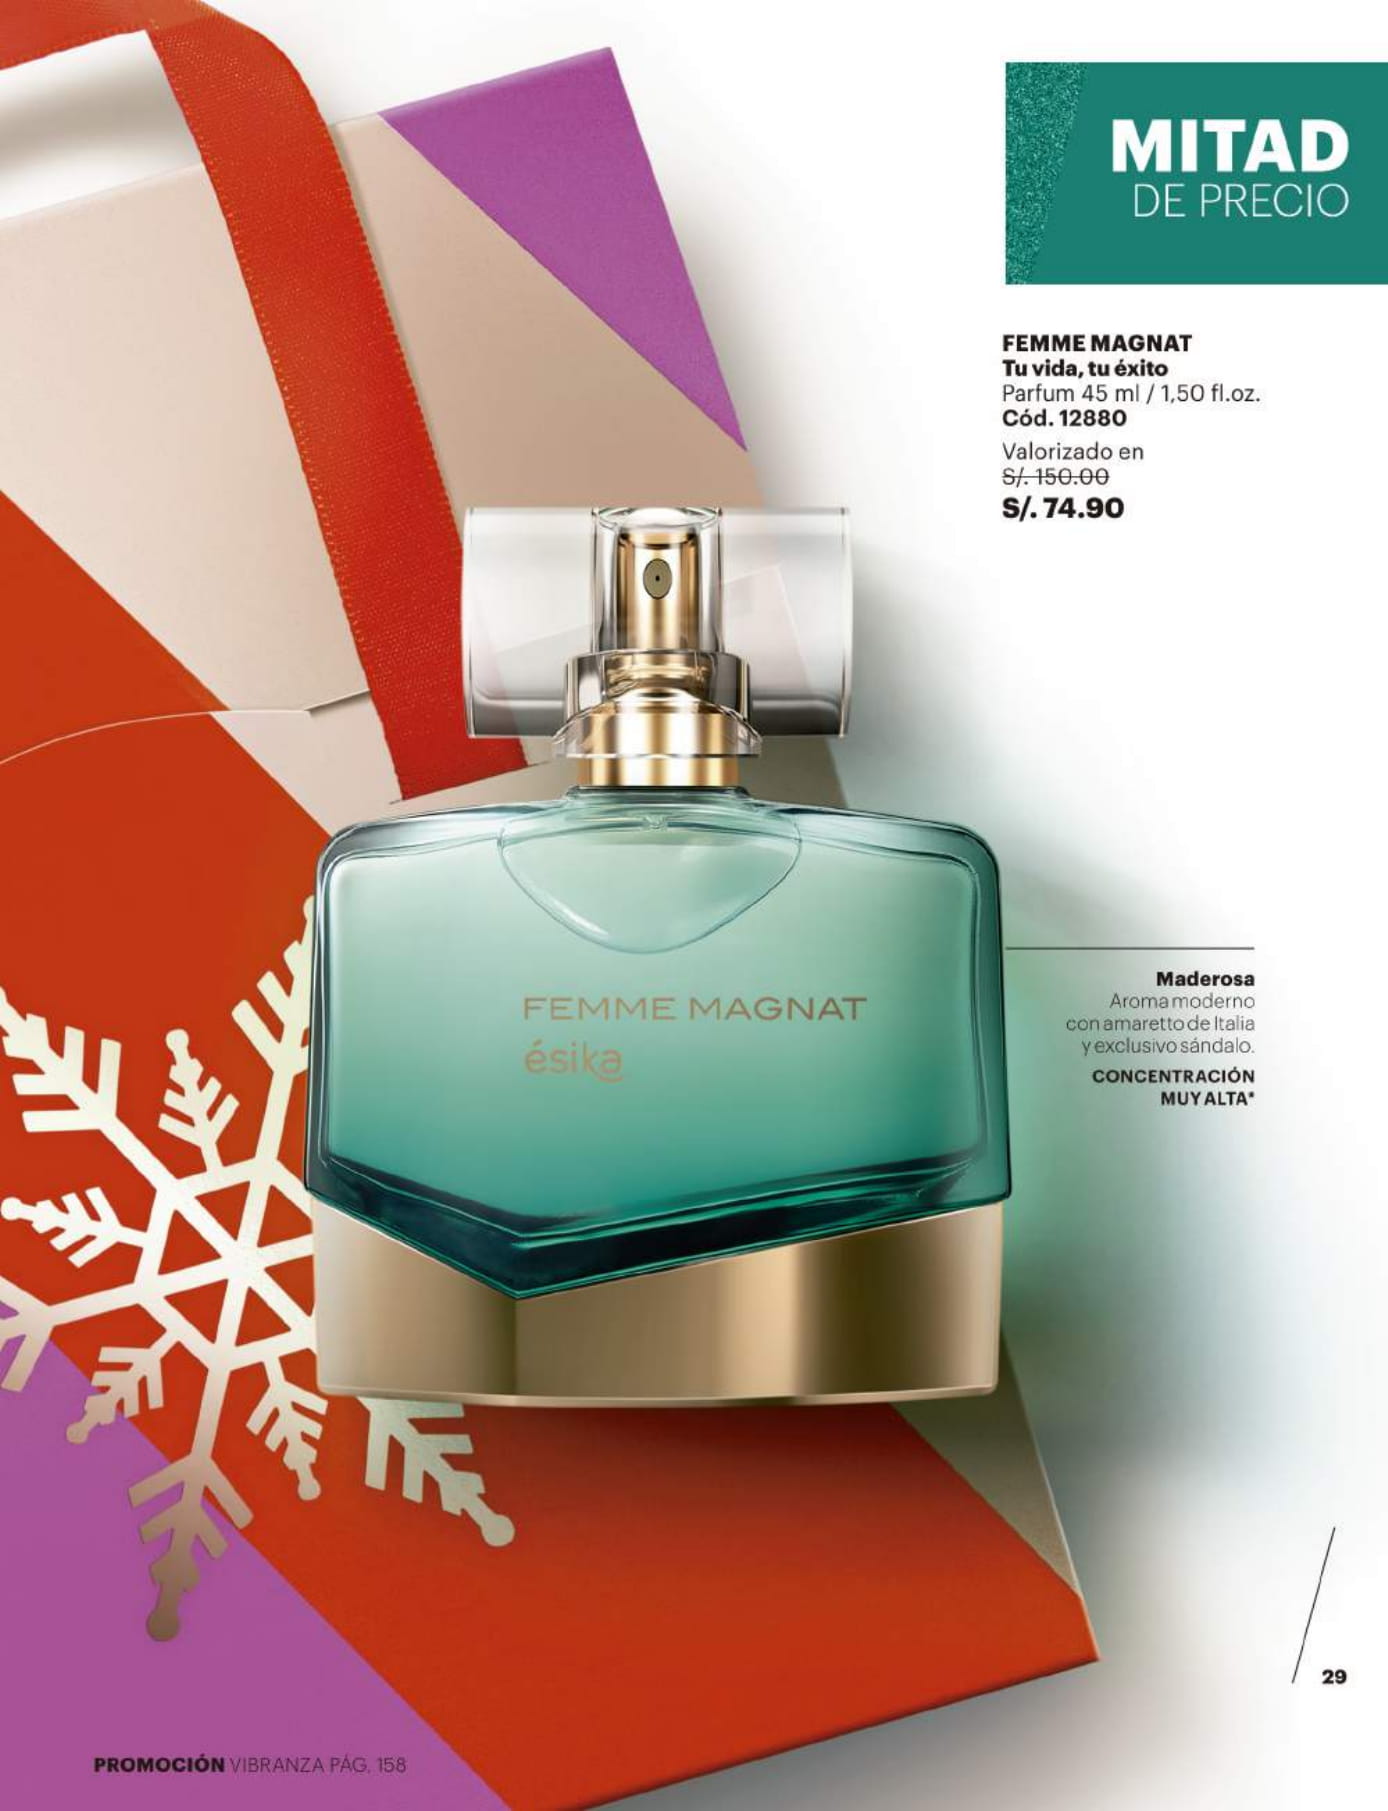 MITAD
DE PRECIO
FEMME MAGNAT
Tu vida, tu éxito
Parfum 45 ml / 1,50 fl.oz.
Cód. 12880
Valorizado en
S/. 150.00
S/. 74.90
FEMME MAGNAT
ésika
Maderosa
Aroma moderno
con amaretto de Italia
y exclusivo sándalo.
CONCENTRACIÓN
MUY ALTA*
29
PROMOCIÓN VIBRANZA PÁG. 158